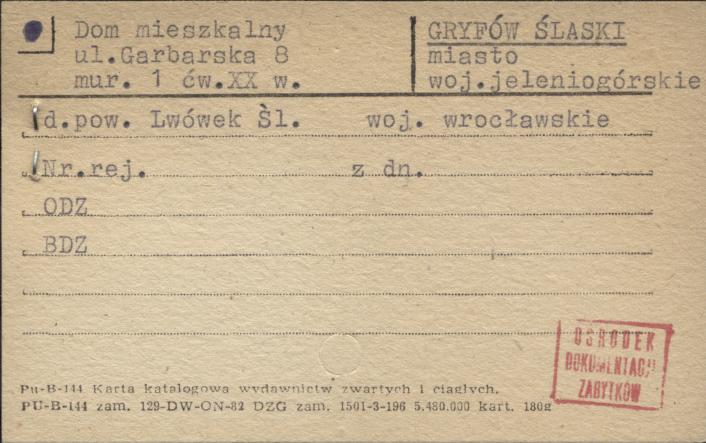 Dom mieszkalny
ul.Garbarska 8
mur. 1 ćw.XX w.
GRYFÓW ŚLASKI
miasto
woj.jeleniogórskie
d.pow. Lwówek Śl. woj. wrocławskie
Nr.rej. z dn.
ODZ
BDZ
OŚRODEK
DOKUMENTACJI
ZABYTKÓW
Pu-B-144 Karta katalogowa wydawnictw zwartych i ciągłych.
PU-B-144 zam. 129-DW-ON-82 DZG zam. 1501-3-196 5.480.000 kart. 180g